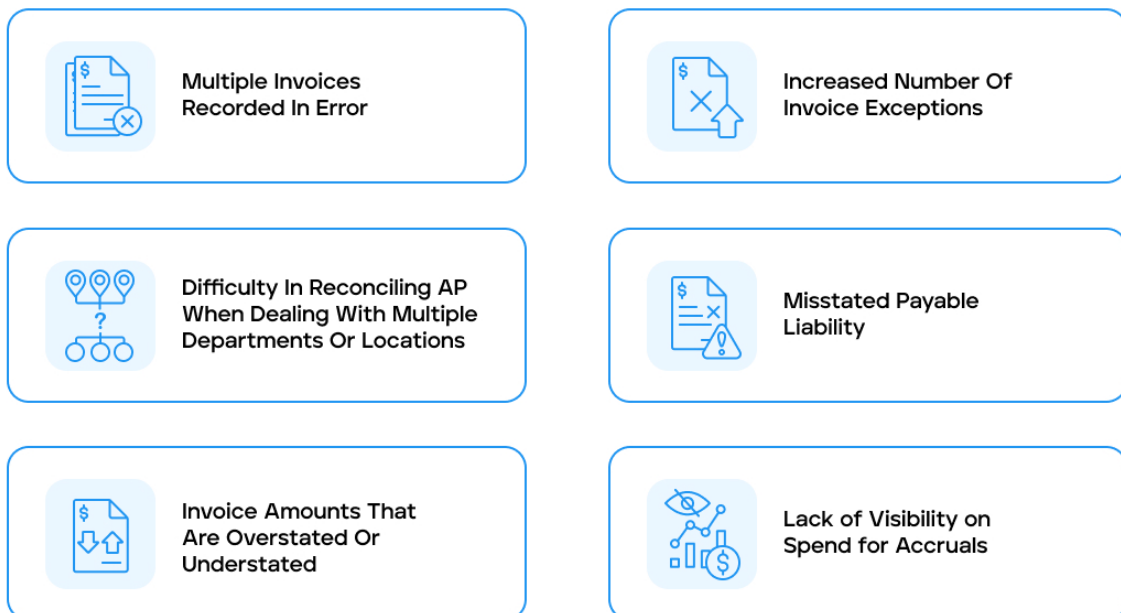 Multiple Invoices
Recorded In Error
Increased Number Of
Invoice Exceptions
Difficulty In Reconciling AP
When Dealing With Multiple
Departments Or Locations
Misstated Payable
Liability
Invoice Amounts That
Are Overstated Or
Understated
Lack of Visibility on
Spend for Accruals